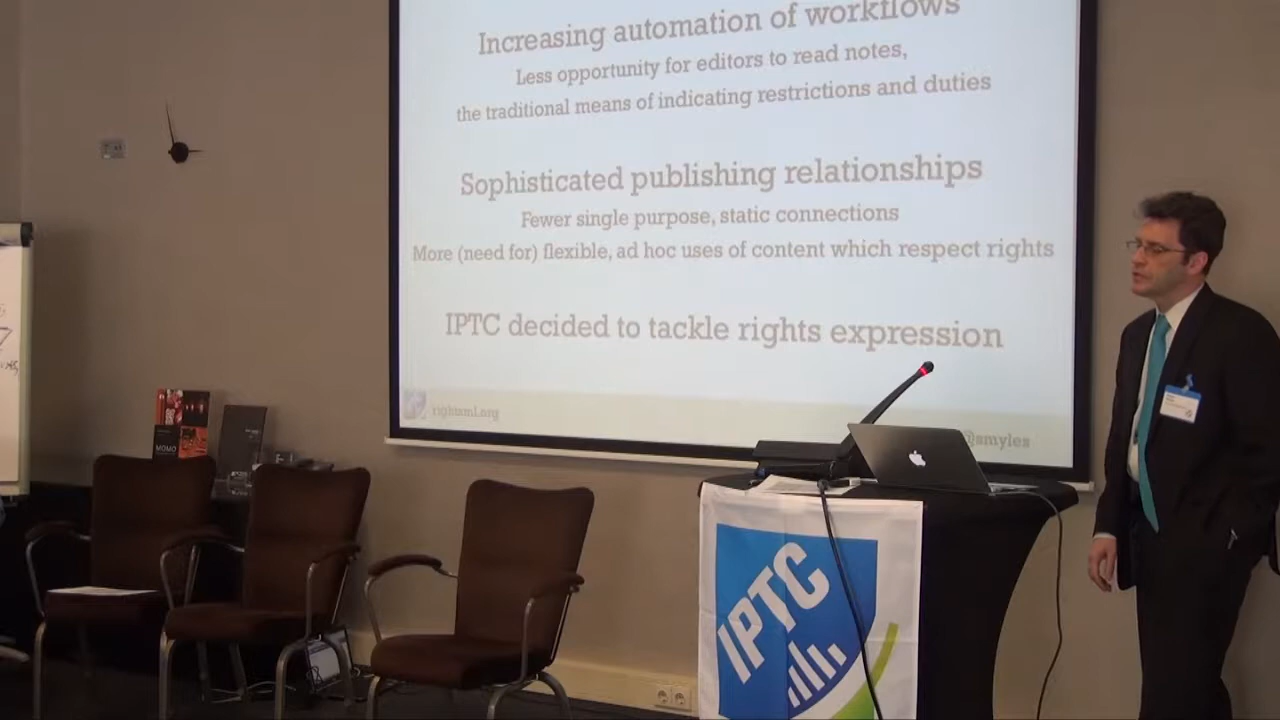 Increasing automation of workflows
Less opportunity for editors to read notes,
the traditional means of indicating restrictions and duties
Sophisticated publishing relationships
Fewer single purpose, static connections
More (need for) flexible, ad hoc uses of content which respect rights
IPTC decided to tackle rights expression
rightsml.org
@smyles
MOMO
IPTC